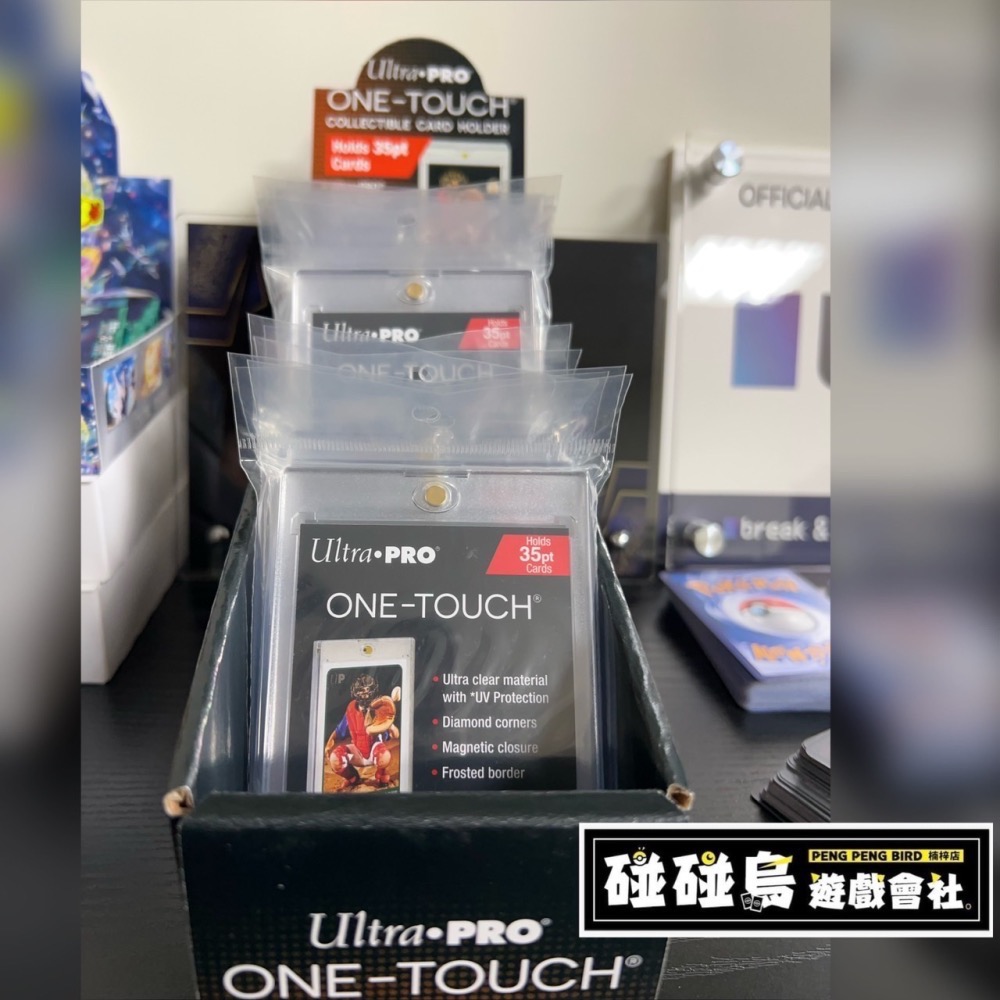 Ultra•PRO
ONE-TOUCH®
COLLECTIBLE CARD HOLDER
Holds 35pt
Cards
Ultra•PRO®
Holds
35pt
Cards
ONE-TOUCH
OFFICIAL
break &
Ultra•PRO®
Holds
35pt
Cards
ONE-TOUCH®
UP
• Ultra clear material
with *UV Protection
• Diamond corners
• Magnetic closure
• Frosted border
Ultra•PRO®
ONE-TOUCH®
碰碰鳥
PENG PENG BIRD 楠梓店
遊戲會社。